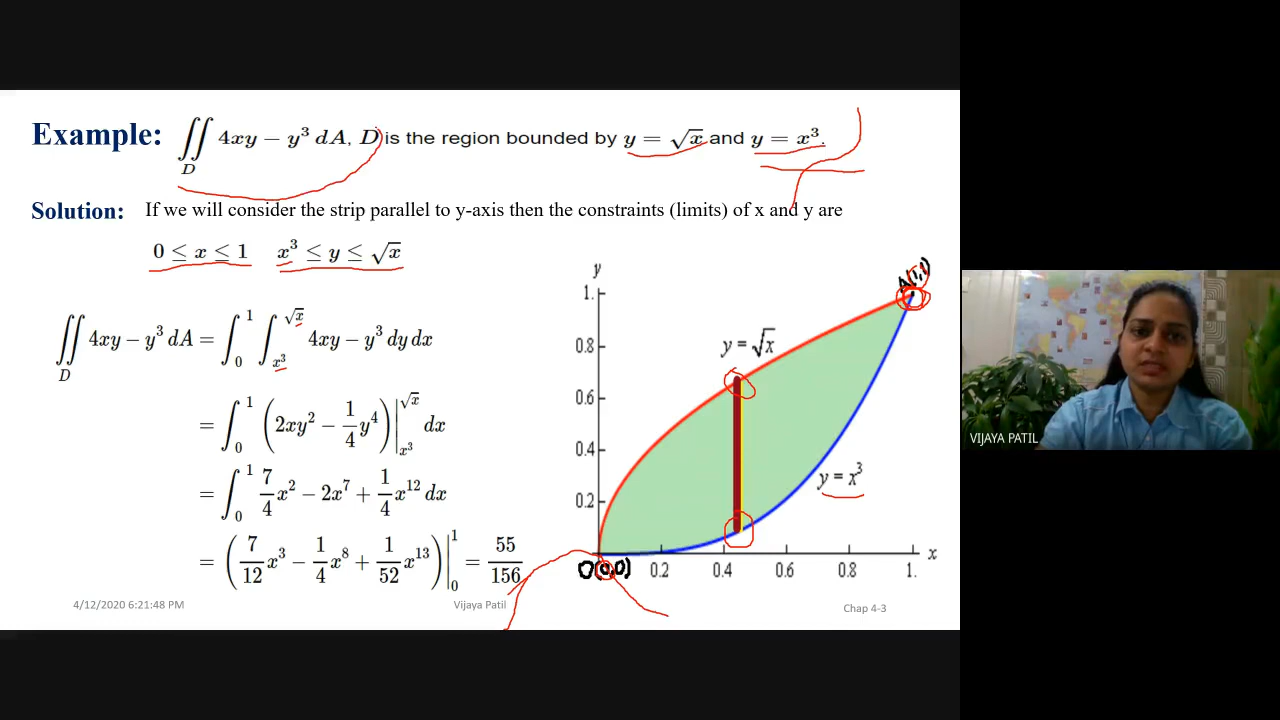 Example: ∬_D 4xy − y³ dA, D is the region bounded by y = √x and y = x³.
Solution: If we will consider the strip parallel to y-axis then the constraints (limits) of x and y are
0 ≤ x ≤ 1 x³ ≤ y ≤ √x
∬_D 4xy − y³ dA = ∫_0^1 ∫_{x³}^{√x} 4xy − y³ dy dx
= ∫_0^1 (2xy² − 1/4 y⁴)|_{x³}^{√x} dx
= ∫_0^1 7/4 x² − 2x⁷ + 1/4 x¹² dx
= (7/12 x³ − 1/4 x⁸ + 1/52 x¹³)|_0^1 = 55/156
y
A(1,1)
1.
0.8
0.6
0.4
0.2
y = √x
y = x³
x
O(0,0)
0.2 0.4 0.6 0.8 1.
4/12/2020 6:21:48 PM Vijaya Patil Chap 4-3
VIJAYA PATIL